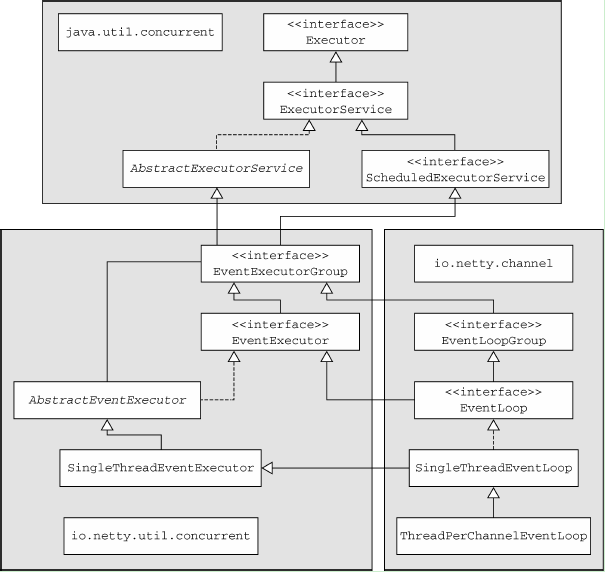 java.util.concurrent
<<interface>>
Executor
<<interface>>
ExecutorService
AbstractExecutorService
<<interface>>
ScheduledExecutorService
<<interface>>
EventExecutorGroup
io.netty.channel
<<interface>>
EventExecutor
<<interface>>
EventLoopGroup
AbstractEventExecutor
<<interface>>
EventLoop
SingleThreadEventExecutor
SingleThreadEventLoop
io.netty.util.concurrent
ThreadPerChannelEventLoop